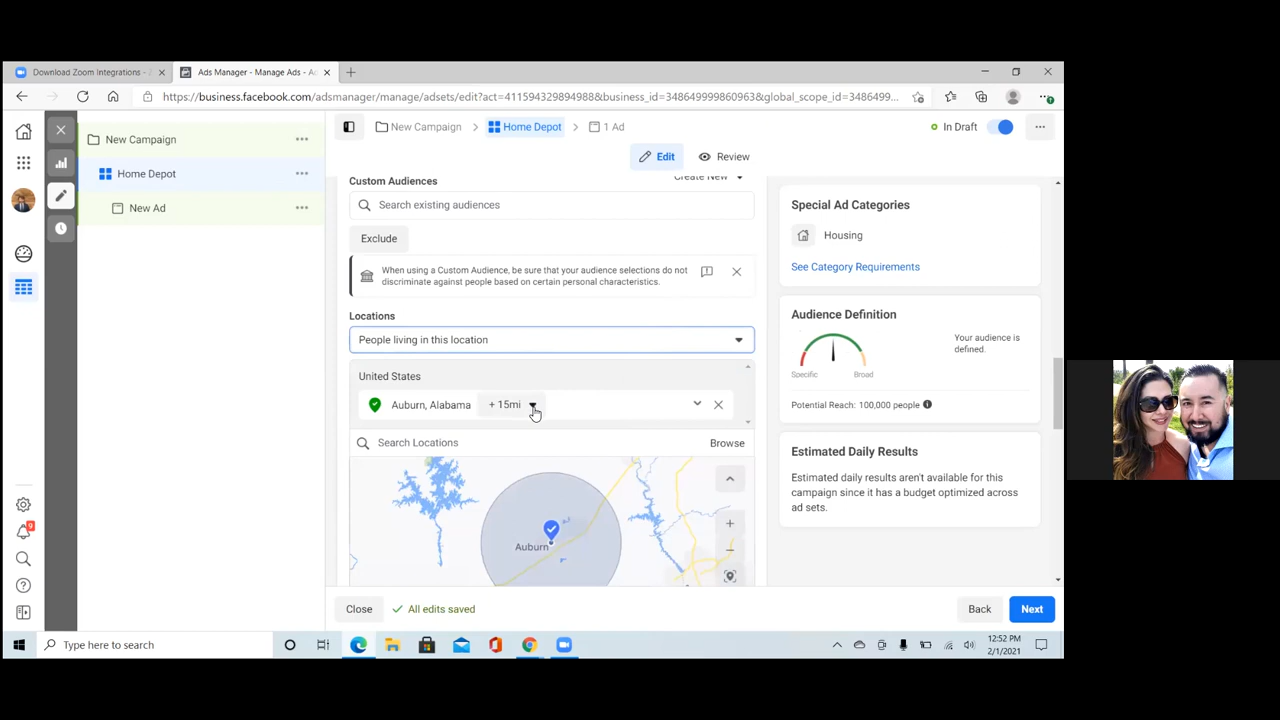 Download Zoom Integrations - 
Ads Manager - Manage Ads - Ac
https://business.facebook.com/adsmanager/manage/adsets/edit?act=411594329894988&business_id=348649999860963&global_scope_id=3486499...
New Campaign
Home Depot
New Ad
New Campaign
Home Depot
1 Ad
In Draft
Edit
Review
Custom Audiences
Create New
Search existing audiences
Exclude
When using a Custom Audience, be sure that your audience selections do not
discriminate against people based on certain personal characteristics.
Locations
People living in this location
United States
Auburn, Alabama
+ 15mi
Search Locations
Browse
Auburn
Special Ad Categories
Housing
See Category Requirements
Audience Definition
Your audience is
defined.
Specific
Broad
Potential Reach: 100,000 people
Estimated Daily Results
Estimated daily results aren't available for this
campaign since it has a budget optimized across
ad sets.
9
Close
All edits saved
Back
Next
Type here to search
12:52 PM
2/1/2021